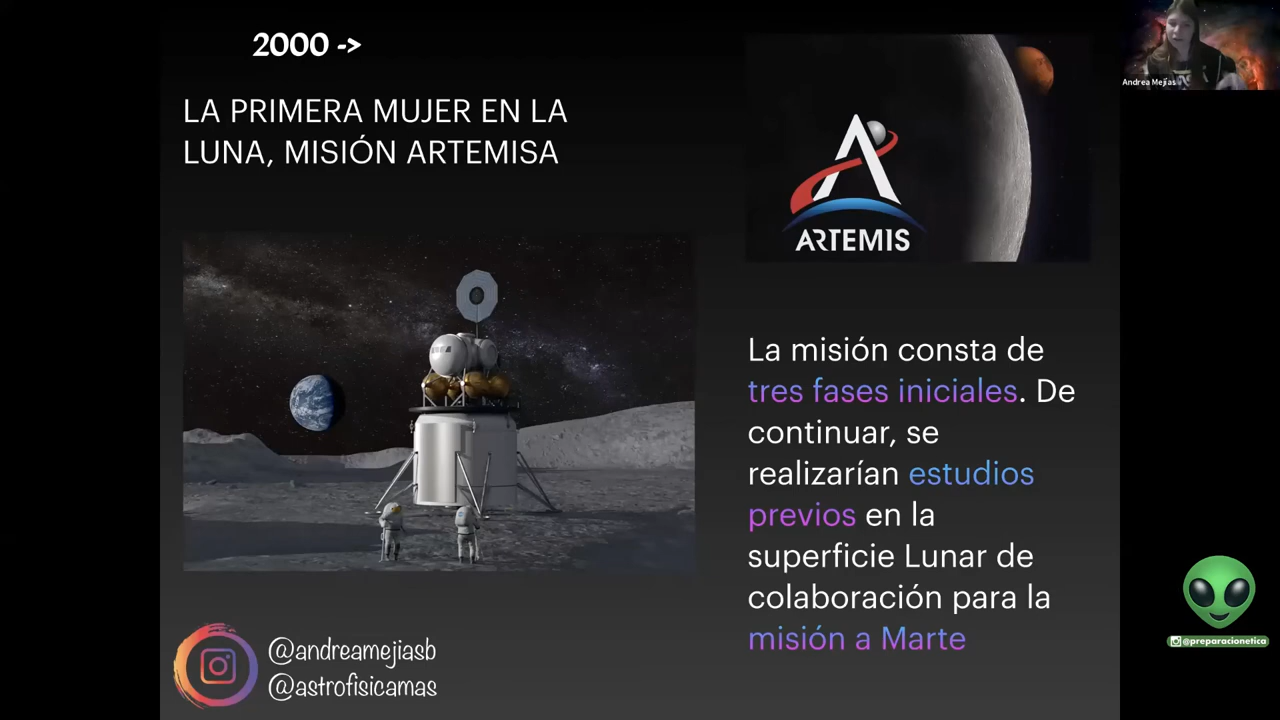 2000 ->
LA PRIMERA MUJER EN LA
LUNA, MISIÓN ARTEMISA
ARTEMIS
Andrea Mejías
La misión consta de
tres fases iniciales. De
continuar, se
realizarían estudios
previos en la
superficie Lunar de
colaboración para la
misión a Marte
@andreamejiasb
@astrofisicamas
@preparacionetica